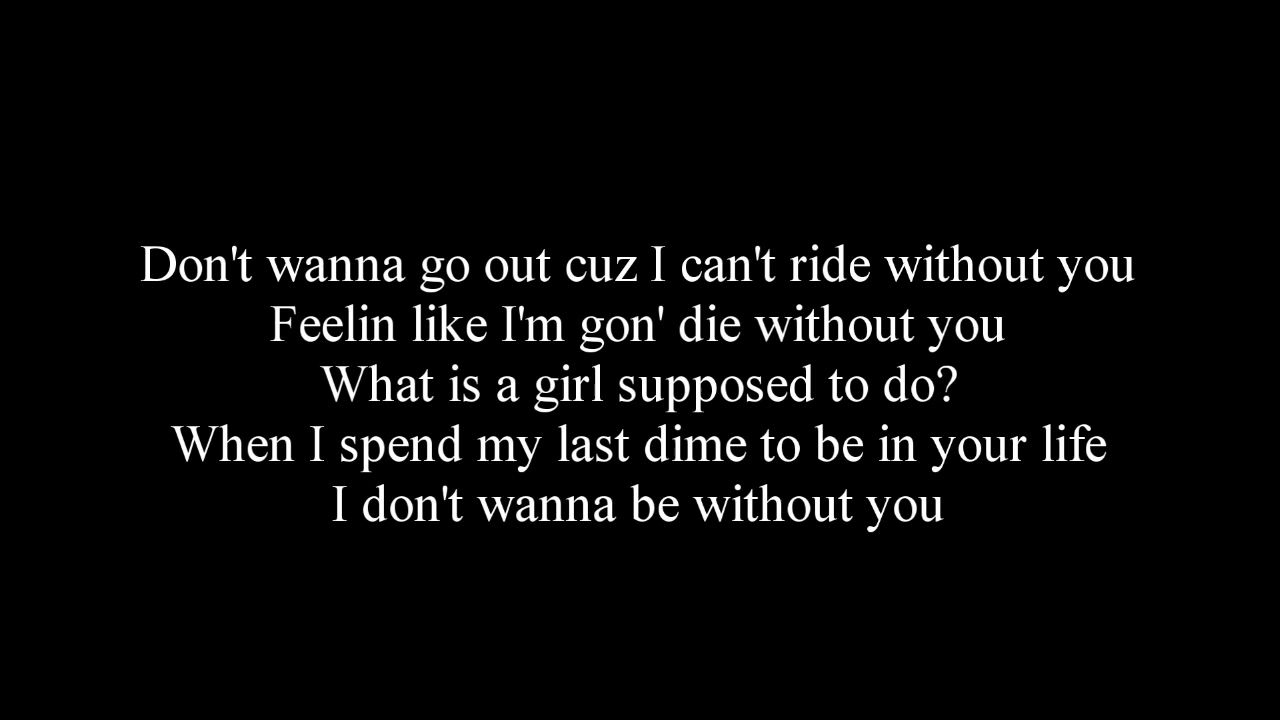 Don't wanna go out cuz I can't ride without you
Feelin like I'm gon' die without you
What is a girl supposed to do?
When I spend my last dime to be in your life
I don't wanna be without you